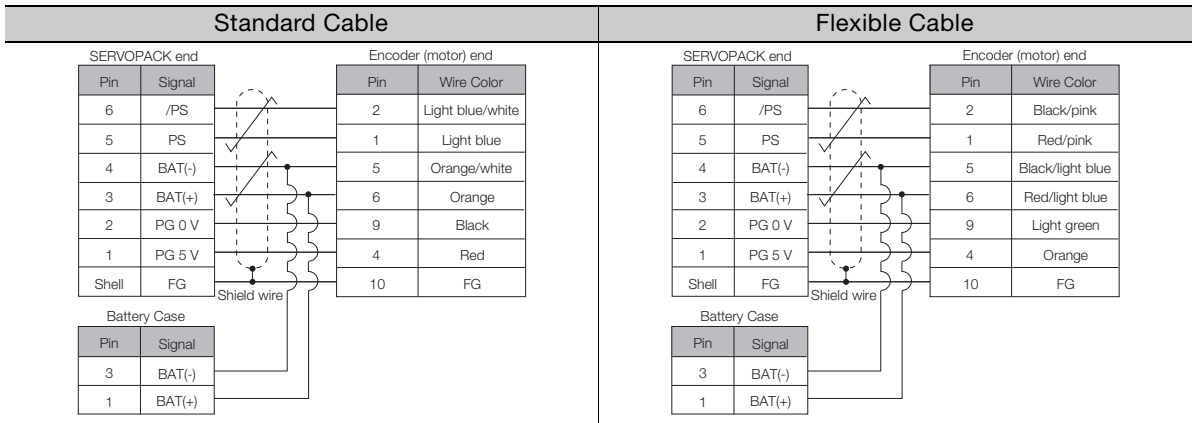 Standard Cable
SERVOPACK end Encoder (motor) end
Pin Signal Pin Wire Color
6 /PS 2 Light blue/white
5 PS 1 Light blue
4 BAT(-) 5 Orange/white
3 BAT(+) 6 Orange
2 PG 0 V 9 Black
1 PG 5 V 4 Red
Shell FG 10 FG
Shield wire
Battery Case
Pin Signal
3 BAT(-)
1 BAT(+)
Flexible Cable
SERVOPACK end Encoder (motor) end
Pin Signal Pin Wire Color
6 /PS 2 Black/pink
5 PS 1 Red/pink
4 BAT(-) 5 Black/light blue
3 BAT(+) 6 Red/light blue
2 PG 0 V 9 Light green
1 PG 5 V 4 Orange
Shell FG 10 FG
Shield wire
Battery Case
Pin Signal
3 BAT(-)
1 BAT(+)